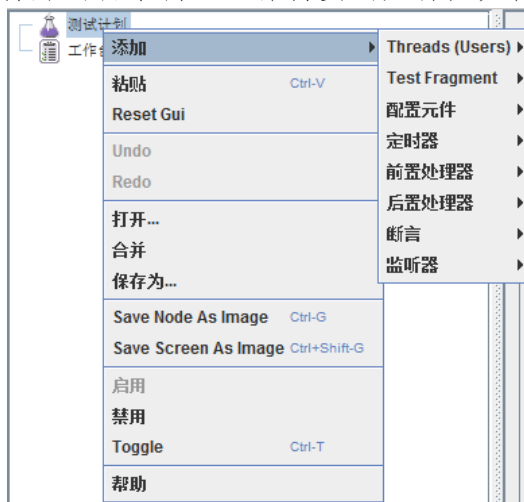 测试计划
工作
添加
Threads (Users)
Test Fragment
配置元件
定时器
前置处理器
后置处理器
断言
监听器
粘贴 Ctrl-V
Reset Gui
Undo
Redo
打开...
合并
保存为...
Save Node As Image Ctrl-G
Save Screen As Image Ctrl+Shift-G
启用
禁用
Toggle Ctrl-T
帮助